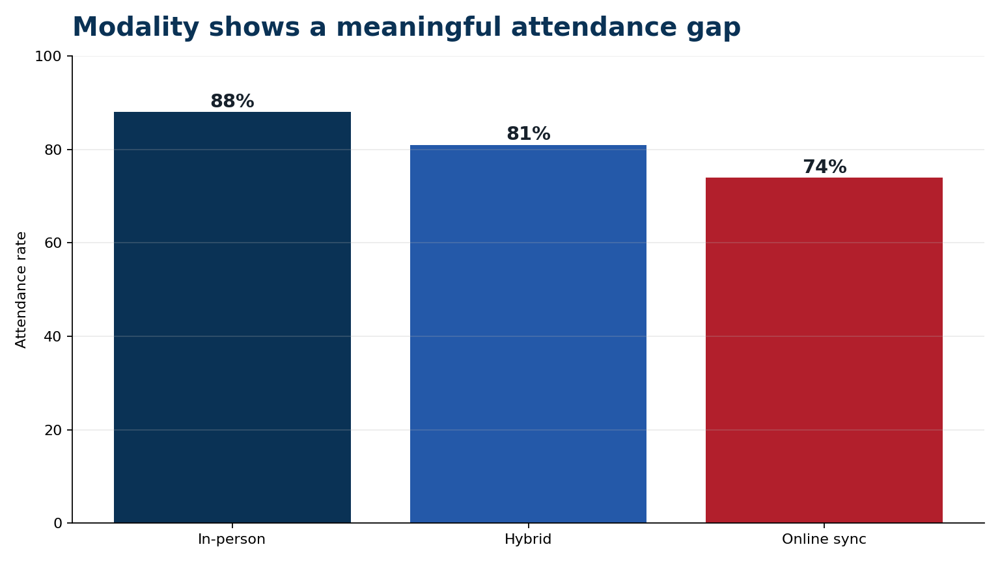 Modality shows a meaningful attendance gap
100
80
60
40
20
0
Attendance rate
88%
81%
74%
In-person
Hybrid
Online sync